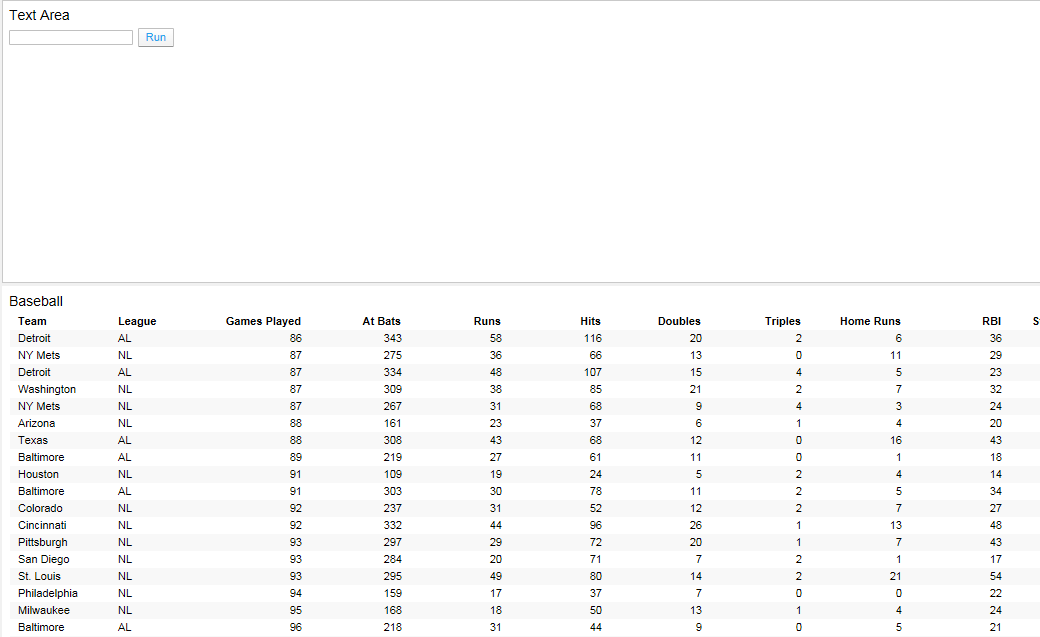 Text Area
Run
Baseball
Team League Games Played At Bats Runs Hits Doubles Triples Home Runs RBI
Detroit AL 86 343 58 116 20 2 6 36
NY Mets NL 87 275 36 66 13 0 11 29
Detroit AL 87 334 48 107 15 4 5 23
Washington NL 87 309 38 85 21 2 7 32
NY Mets NL 87 267 31 68 9 4 3 24
Arizona NL 88 161 23 37 6 1 4 20
Texas AL 88 308 43 68 12 0 16 43
Baltimore AL 89 219 27 61 11 0 1 18
Houston NL 91 109 19 24 5 2 4 14
Baltimore AL 91 303 30 78 11 2 5 34
Colorado NL 92 237 31 52 12 2 7 27
Cincinnati NL 92 332 44 96 26 1 13 48
Pittsburgh NL 93 297 29 72 20 1 7 43
San Diego NL 93 284 20 71 7 2 1 17
St. Louis NL 93 295 49 80 14 2 21 54
Philadelphia NL 94 159 17 37 7 0 0 22
Milwaukee NL 95 168 18 50 13 1 4 24
Baltimore AL 96 218 31 44 9 0 5 21